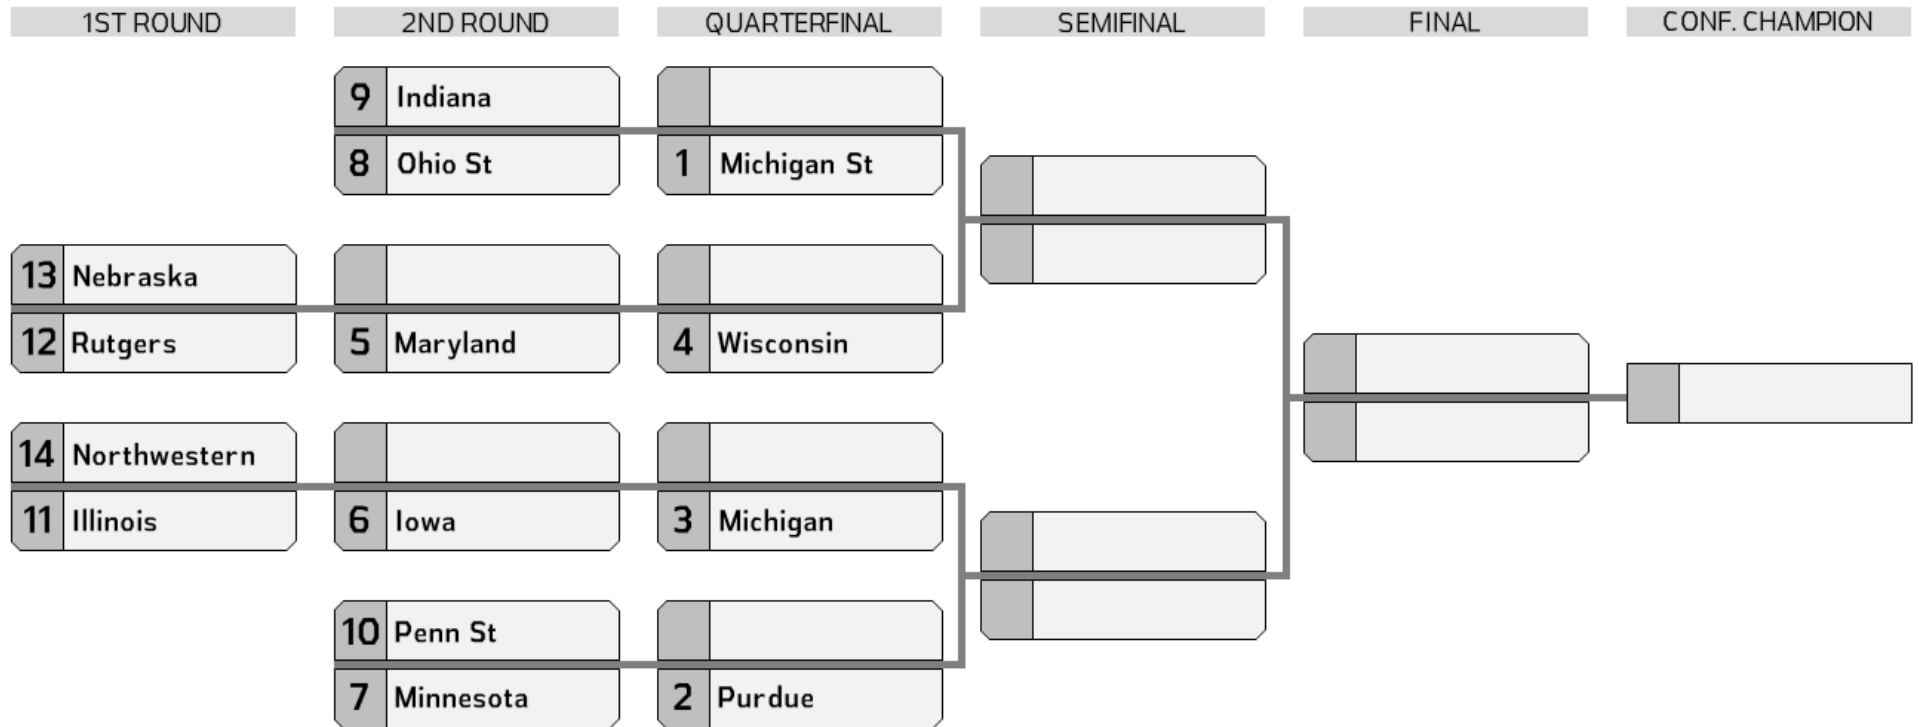 1ST ROUND 2ND ROUND QUARTERFINAL SEMIFINAL FINAL CONF. CHAMPION
9 Indiana
8 Ohio St 1 Michigan St
13 Nebraska
12 Rutgers 5 Maryland 4 Wisconsin
14 Northwestern
11 Illinois 6 Iowa 3 Michigan
10 Penn St
7 Minnesota 2 Purdue